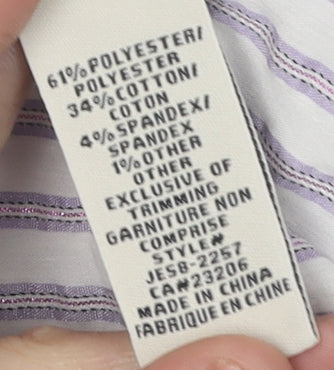 61% POLYESTER/
POLYESTER
34% COTTON/
COTON
4% SPANDEX/
SPANDEX
1% OTHER
OTHER
EXCLUSIVE OF
TRIMMING
GARNITURE NON
COMPRISE
STYLE#
JES8-2257
CA#23206
MADE IN CHINA
FABRIQUE EN CHINE